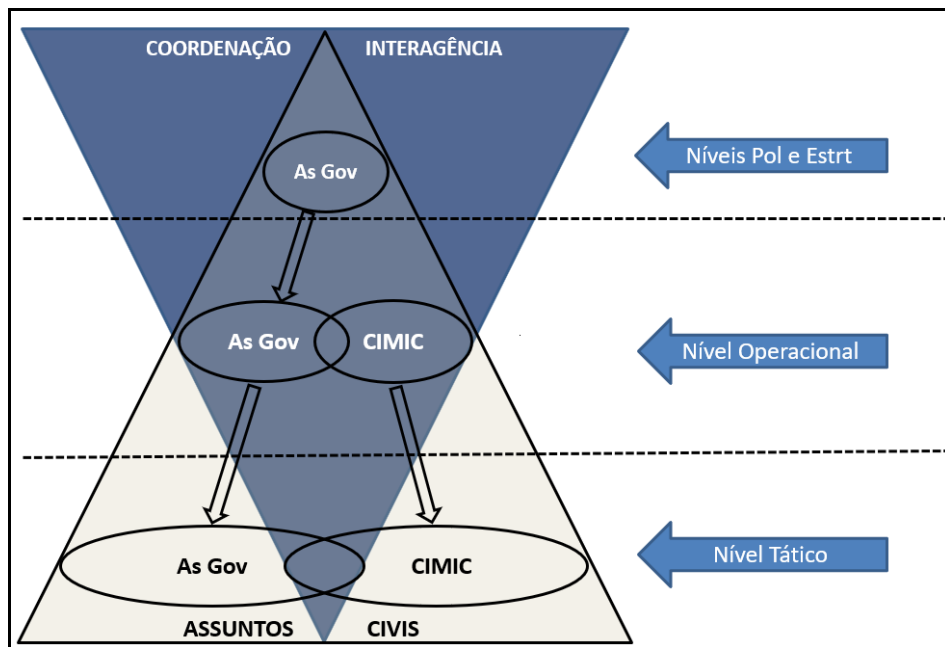 COORDENAÇÃO INTERAGÊNCIA
As Gov
Níveis Pol e Estrt
As Gov CIMIC
Nível Operacional
As Gov CIMIC
Nível Tático
ASSUNTOS CIVIS